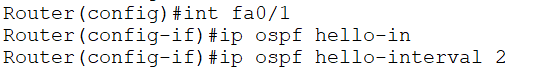 Router(config)#int fa0/1
Router(config-if)#ip ospf hello-in
Router(config-if)#ip ospf hello-interval 2